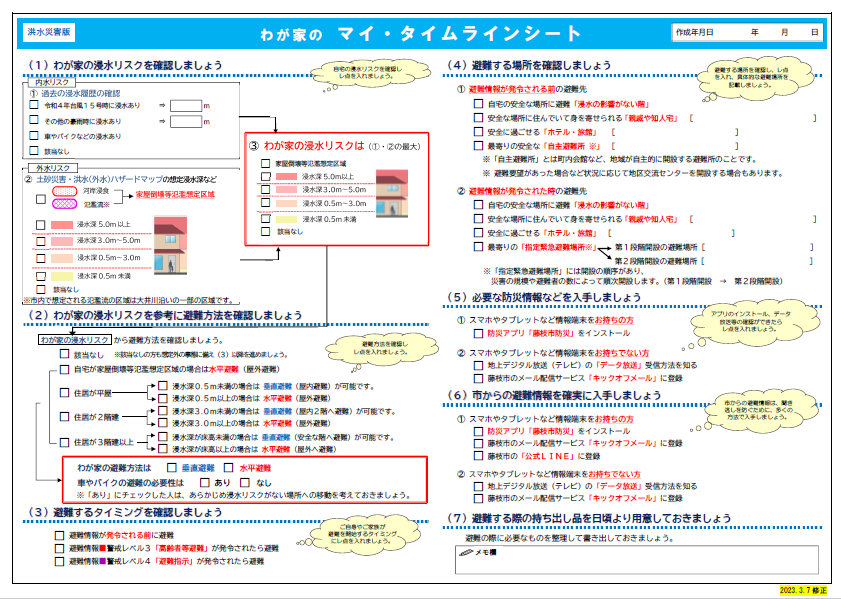 洪水災害版
わが家の マイ・タイムラインシート
作成年月日　年　月　日
（１）わが家の浸水リスクを確認しましょう
自宅の浸水リスクを確認し
レ点を入れましょう。
内水リスク
① 過去の浸水履歴の確認
令和４年台風１５号時に浸水あり ⇒ m
その他の豪雨時に浸水あり ⇒ m
車やバイクなどの浸水あり
該当なし
外水リスク
② 土砂災害・洪水(外水)ハザードマップの想定浸水深など
河岸浸食
氾濫流※
家屋倒壊等氾濫想定区域
浸水深５.０ｍ以上
浸水深３.０ｍ～５.０ｍ
浸水深０.５ｍ～３.０ｍ
浸水深０.５ｍ未満
該当なし
※市内で想定される氾濫流の区域は大井川沿いの一部の区域です。
③ わが家の浸水リスクは（①・②の最大）
家屋倒壊等氾濫想定区域
浸水深５.０ｍ以上
浸水深３.０ｍ～５.０ｍ
浸水深０.５ｍ～３.０ｍ
浸水深０.５ｍ未満
該当なし
（２）わが家の浸水リスクを参考に避難方法を確認しましょう
わが家の浸水リスク から避難方法を確認しましょう。
避難方法を確認し
レ点を入れましょう。
該当なし ※該当なしの方も想定外の事態に備え（３）以降を進めましょう。
自宅が家屋倒壊等氾濫想定区域の場合は水平避難（屋外避難）
住居が平屋
浸水深０.５ｍ未満の場合は 垂直避難（屋内避難）が可能です。
浸水深０.５ｍ以上の場合は 水平避難（屋外避難）
住居が２階建
浸水深３.０ｍ未満の場合は 垂直避難（屋内２階へ避難）が可能です。
浸水深３.０ｍ以上の場合は 水平避難（屋外避難）
住居が３階建以上
浸水深が床高未満の場合は 垂直避難（安全な階へ避難）が可能です。
浸水深が床高以上の場合は 水平避難（屋外へ避難）
わが家の避難方法は 垂直避難 水平避難
車やバイクの避難の必要性は あり なし
※「あり」にチェックした人は、あらかじめ浸水リスクがない場所への移動を考えておきましょう。
（３）避難するタイミングを確認しましょう
避難情報が発令される前に避難
避難情報■警戒レベル３「高齢者等避難」が発令されたら避難
避難情報■警戒レベル４「避難指示」が発令されたら避難
ご自身やご家族が
避難を開始するタイミング
にレ点を入れましょう。
（４）避難する場所を確認しましょう
避難する場所を確認し、レ点
を入れ、具体的な避難場所を
記載しましょう。
① 避難情報が発令される前の避難先
自宅の安全な場所に避難「浸水の影響がない階」
安全な場所に住んでいて身を寄せられる「親戚や知人宅」［　］
安全に過ごせる「ホテル・旅館」［　］
最寄りの安全な「自主避難所 ※」［　］
※「自主避難所」とは町内会館など、地域が自主的に開設する避難所のことです。
※ 避難要望があった場合など状況に応じて地区交流センターを開設する場合もあります。
② 避難情報が発令された時の避難先
自宅の安全な場所に避難「浸水の影響がない階」
安全な場所に住んでいて身を寄せられる「親戚や知人宅」［　］
安全に過ごせる「ホテル・旅館」［　］
最寄りの「指定緊急避難場所※」 第１段階開設の避難場所［　］
第２段階開設の避難場所［　］
※「指定緊急避難場所」には開設の順序があり、
災害の規模や避難者の数によって順次開設します。（第１段階開設 → 第２段階開設）
（５）必要な防災情報などを入手しましょう
アプリのインストール、データ
放送等の確認ができたら
レ点を入れましょう。
① スマホやタブレットなど情報端末をお持ちの方
防災アプリ「藤枝市防災」をインストール
② スマホやタブレットなど情報端末をお持ちでない方
地上デジタル放送（テレビ）の「データ放送」受信方法を知る
藤枝市のメール配信サービス「キックオフメール」に登録
（６）市からの避難情報を確実に入手しましょう
市からの避難情報は、聞き
逃しを防ぐために、多くの
方法で入手しましょう。
① スマホやタブレットなど情報端末をお持ちの方
防災アプリ「藤枝市防災」をインストール
藤枝市のメール配信サービス「キックオフメール」に登録
藤枝市の「公式ＬＩＮＥ」に登録
② スマホやタブレットなど情報端末をお持ちでない方
地上デジタル放送（テレビ）の「データ放送」受信方法を知る
藤枝市のメール配信サービス「キックオフメール」に登録
（７）避難する際の持ち出し品を日頃より用意しておきましょう
避難の際に必要なものを整理して書き出しておきましょう。
メモ欄
2023.3.7 修正